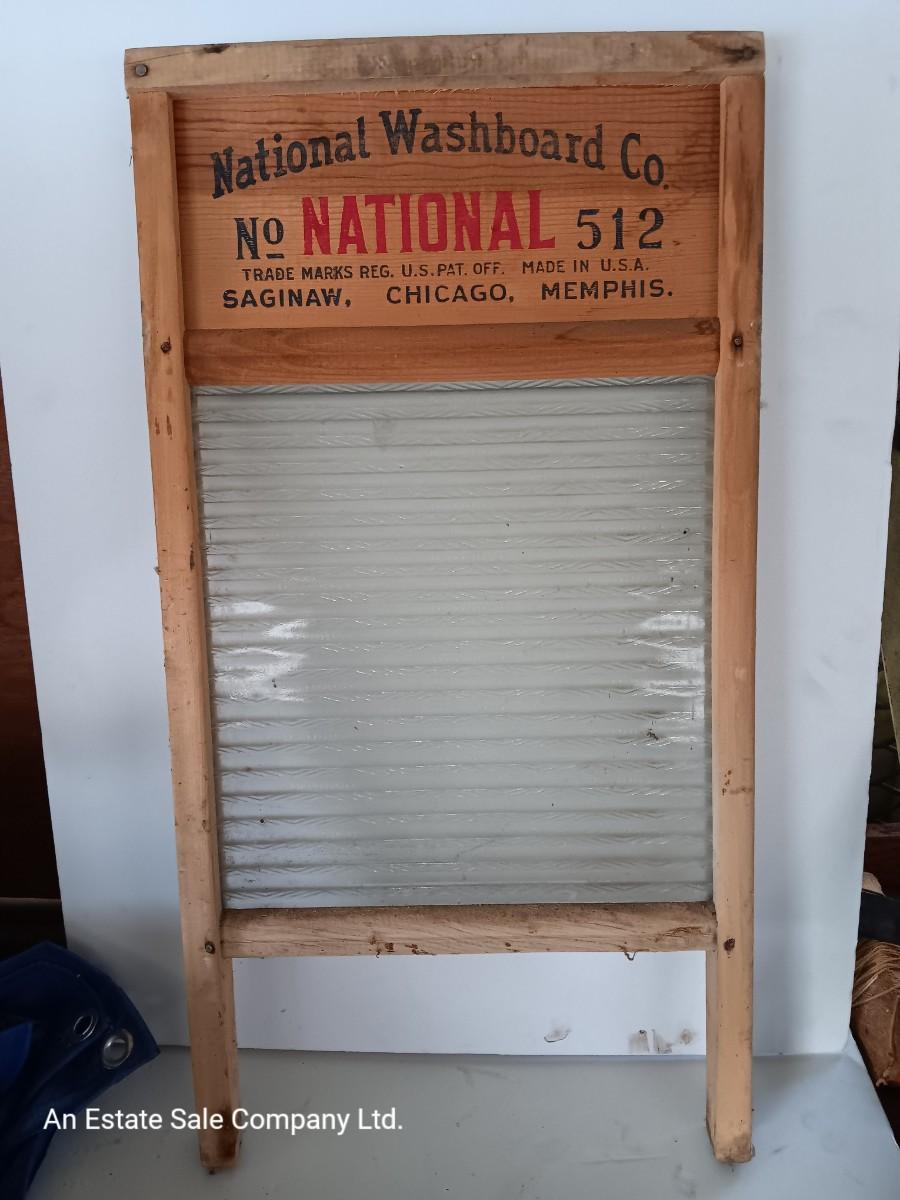 National Washboard Co.
No NATIONAL 512
TRADE MARKS REG. U.S. PAT. OFF. MADE IN U.S.A.
SAGINAW, CHICAGO, MEMPHIS.
An Estate Sale Company Ltd.